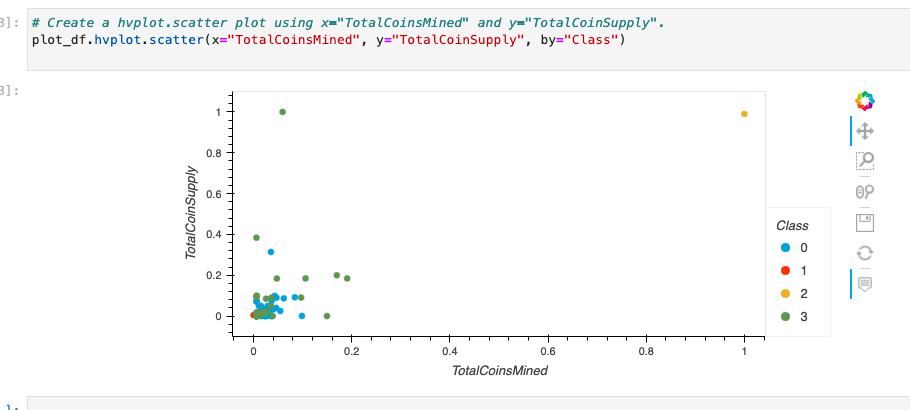 3]: # Create a hvplot.scatter plot using x="TotalCoinsMined" and y="TotalCoinSupply".
plot_df.hvplot.scatter(x="TotalCoinsMined", y="TotalCoinSupply", by="Class")
3]:
1
0.8
0.6
0.4
0.2
0
TotalCoinSupply
0 0.2 0.4 0.6 0.8 1
TotalCoinsMined
Class
0
1
2
3
]: